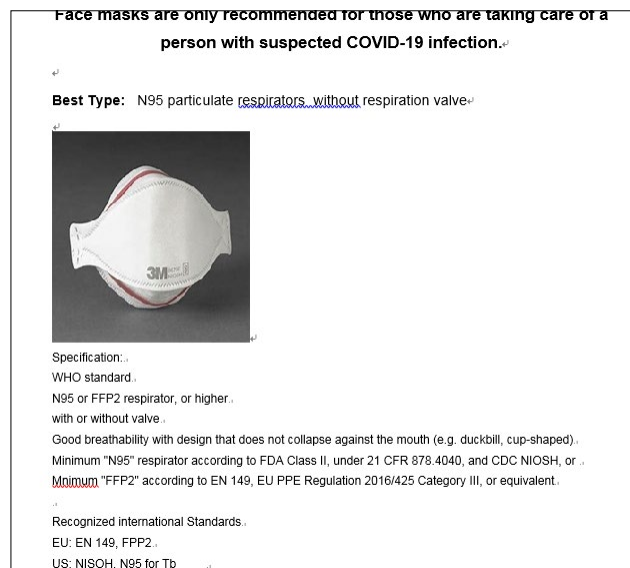 Face masks are only recommended for those who are taking care of a
person with suspected COVID-19 infection.
Best Type: N95 particulate respirators without respiration valve
3M
Specification:
WHO standard
N95 or FFP2 respirator, or higher
with or without valve
Good breathability with design that does not collapse against the mouth (e.g. duckbill, cup-shaped)
Minimum "N95" respirator according to FDA Class II, under 21 CFR 878.4040, and CDC NIOSH, or
Mnimum "FFP2" according to EN 149, EU PPE Regulation 2016/425 Category III, or equivalent
Recognized international Standards
EU: EN 149, FPP2
US: NISOH, N95 for Tb